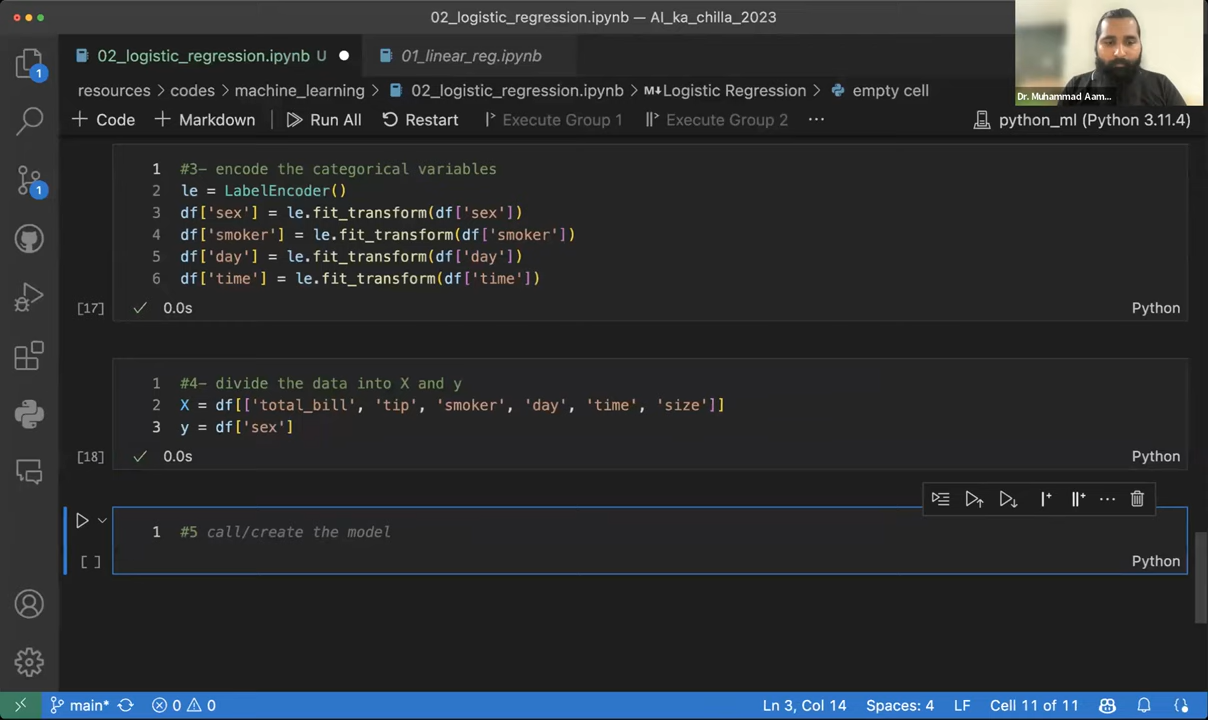 02_logistic_regression.ipynb — AI_ka_chilla_2023
02_logistic_regression.ipynb U
01_linear_reg.ipynb
Dr. Muhammad Aam...
resources > codes > machine_learning > 02_logistic_regression.ipynb > M↓Logistic Regression > empty cell
+ Code + Markdown Run All Restart Execute Group 1 Execute Group 2 ... python_ml (Python 3.11.4)
1 #3- encode the categorical variables
2 le = LabelEncoder()
3 df['sex'] = le.fit_transform(df['sex'])
4 df['smoker'] = le.fit_transform(df['smoker'])
5 df['day'] = le.fit_transform(df['day'])
6 df['time'] = le.fit_transform(df['time'])
[17] ✓ 0.0s Python
1 #4- divide the data into X and y
2 X = df[['total_bill', 'tip', 'smoker', 'day', 'time', 'size']]
3 y = df['sex']
[18] ✓ 0.0s Python
1 #5 call/create the model
[ ] Python
main* 0 0 Ln 3, Col 14 Spaces: 4 LF Cell 11 of 11
1
1